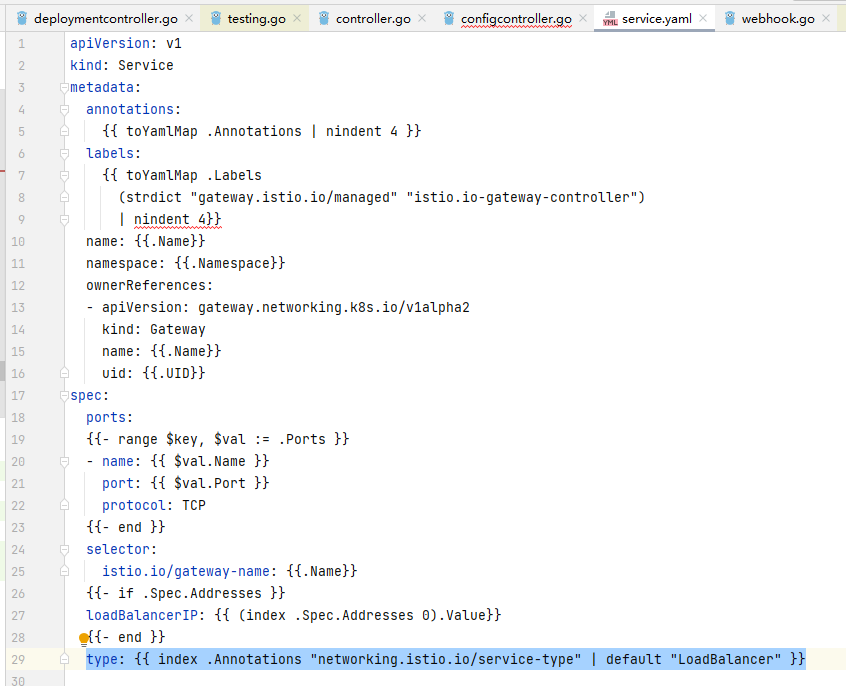 deploymentcontroller.go testing.go controller.go configcontroller.go YML service.yaml webhook.go
1 apiVersion: v1
2 kind: Service
3 metadata:
4   annotations:
5     {{ toYamlMap .Annotations | nindent 4 }}
6   labels:
7     {{ toYamlMap .Labels
8       (strdict "gateway.istio.io/managed" "istio.io-gateway-controller")
9       | nindent 4}}
10   name: {{.Name}}
11   namespace: {{.Namespace}}
12   ownerReferences:
13   - apiVersion: gateway.networking.k8s.io/v1alpha2
14     kind: Gateway
15     name: {{.Name}}
16     uid: {{.UID}}
17 spec:
18   ports:
19   {{- range $key, $val := .Ports }}
20   - name: {{ $val.Name }}
21     port: {{ $val.Port }}
22     protocol: TCP
23   {{- end }}
24   selector:
25     istio.io/gateway-name: {{.Name}}
26   {{- if .Spec.Addresses }}
27   loadBalancerIP: {{ (index .Spec.Addresses 0).Value}}
28   {{- end }}
29   type: {{ index .Annotations "networking.istio.io/service-type" | default "LoadBalancer" }}
30